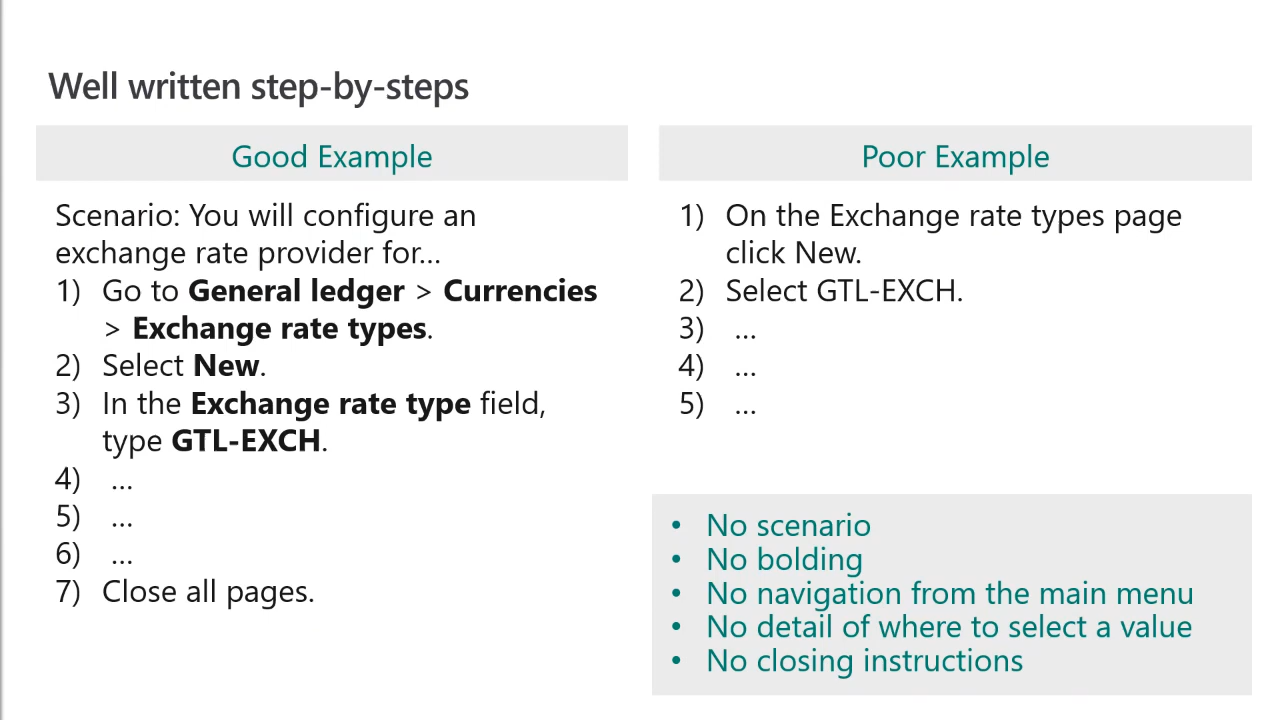 Well written step-by-steps
Good Example
Scenario: You will configure an
exchange rate provider for...
1) Go to General ledger > Currencies
> Exchange rate types.
2) Select New.
3) In the Exchange rate type field,
type GTL-EXCH.
4) ...
5) ...
6) ...
7) Close all pages.
Poor Example
1) On the Exchange rate types page
click New.
2) Select GTL-EXCH.
3) ...
4) ...
5) ...
• No scenario
• No bolding
• No navigation from the main menu
• No detail of where to select a value
• No closing instructions